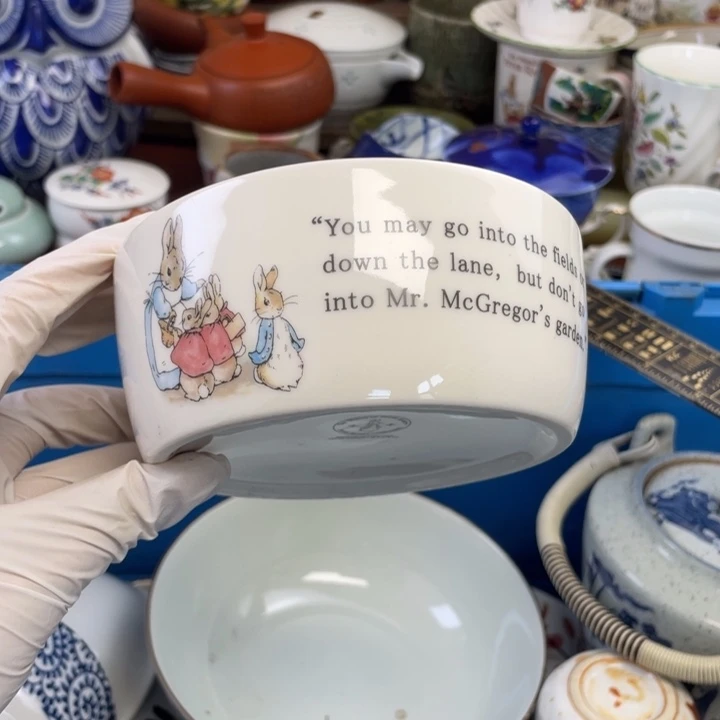 “You may go into the fields
down the lane, but don't go
into Mr. McGregor's garden.